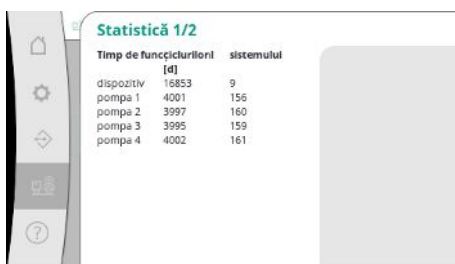 Statistică 1/2
Timp de funcțciclurilorl sistemului
[d]
dispozitiv 16853 9
pompa 1 4001 156
pompa 2 3997 160
pompa 3 3995 159
pompa 4 4002 161